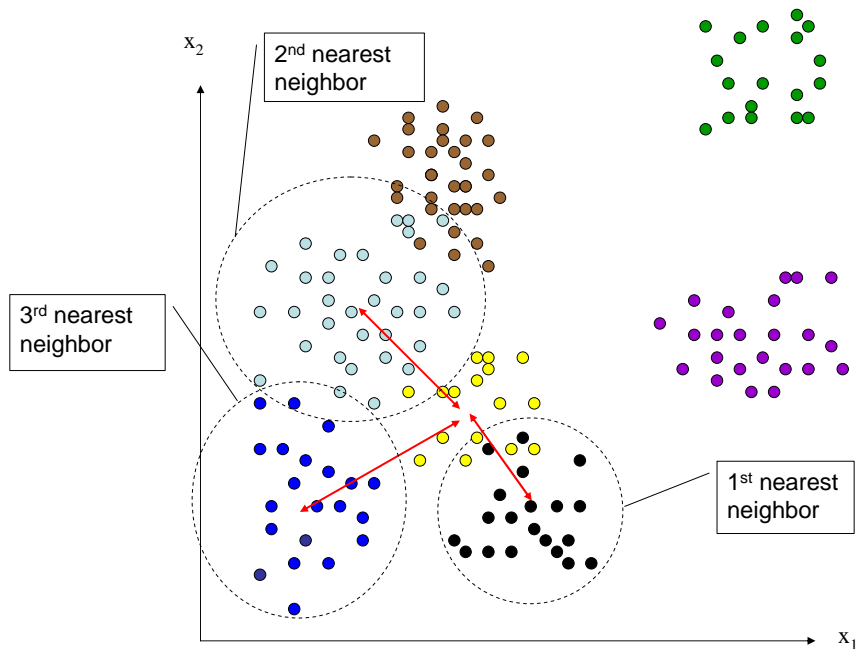 x2
2nd nearest
neighbor
3rd nearest
neighbor
1st nearest
neighbor
x1